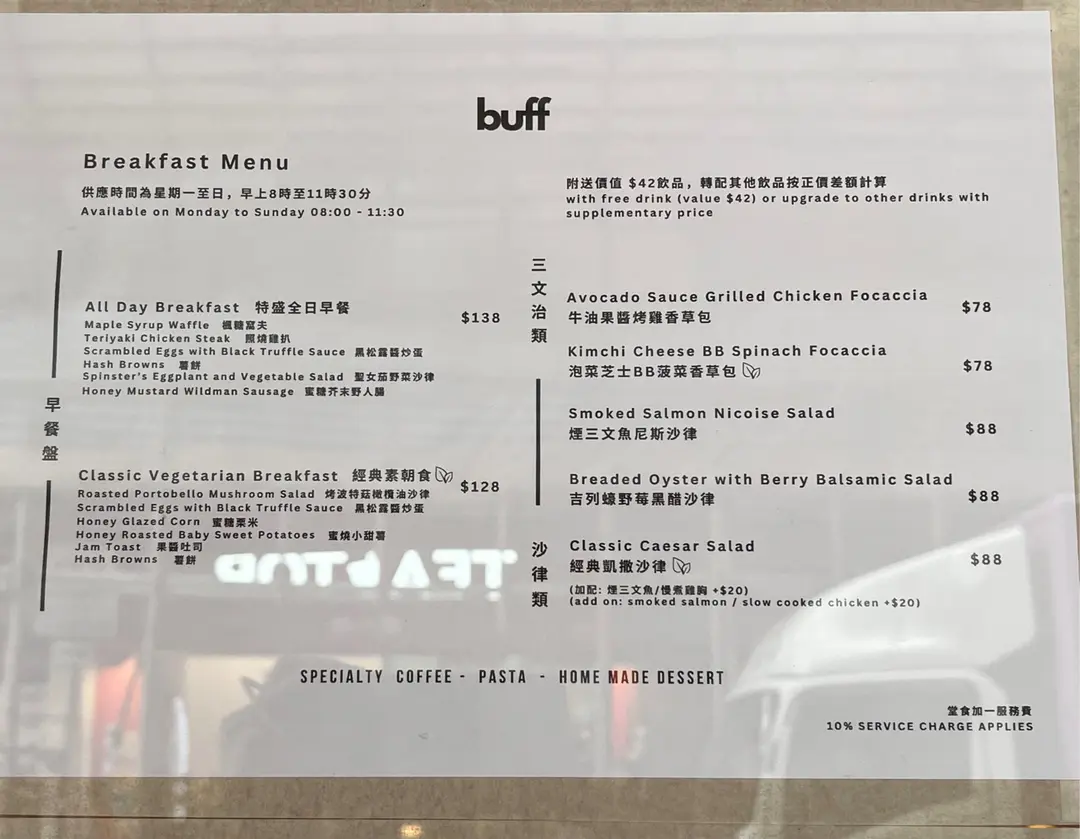 buff
Breakfast Menu
供應時間為星期一至日，早上8時至11時30分
Available on Monday to Sunday 08:00 - 11:30
附送價值 $42飲品，轉配其他飲品按正價差額計算
with free drink (value $42) or upgrade to other drinks with
supplementary price
早餐盤
All Day Breakfast 特盛全日早餐 $138
Maple Syrup Waffle 楓糖窩夫
Teriyaki Chicken Steak 照燒雞扒
Scrambled Eggs with Black Truffle Sauce 黑松露醬炒蛋
Hash Browns 薯餅
Spinster's Eggplant and Vegetable Salad 聖女茄野菜沙律
Honey Mustard Wildman Sausage 蜜糖芥末野人腸
Classic Vegetarian Breakfast 經典素朝食 $128
Roasted Portobello Mushroom Salad 烤波特菇橄欖油沙律
Scrambled Eggs with Black Truffle Sauce 黑松露醬炒蛋
Honey Glazed Corn 蜜糖粟米
Honey Roasted Baby Sweet Potatoes 蜜燒小甜薯
Jam Toast 果醬吐司
Hash Browns 薯餅
三文治類
Avocado Sauce Grilled Chicken Focaccia $78
牛油果醬烤雞香草包
Kimchi Cheese BB Spinach Focaccia $78
泡菜芝士BB菠菜香草包
Smoked Salmon Nicoise Salad $88
煙三文魚尼斯沙律
Breaded Oyster with Berry Balsamic Salad $88
吉列蠔野莓黑醋沙律
沙律類
Classic Caesar Salad $88
經典凱撒沙律
(加配: 煙三文魚/慢煮雞胸 +$20)
(add on: smoked salmon / slow cooked chicken +$20)
SPECIALTY COFFEE - PASTA - HOME MADE DESSERT
堂食加一服務費
10% SERVICE CHARGE APPLIES